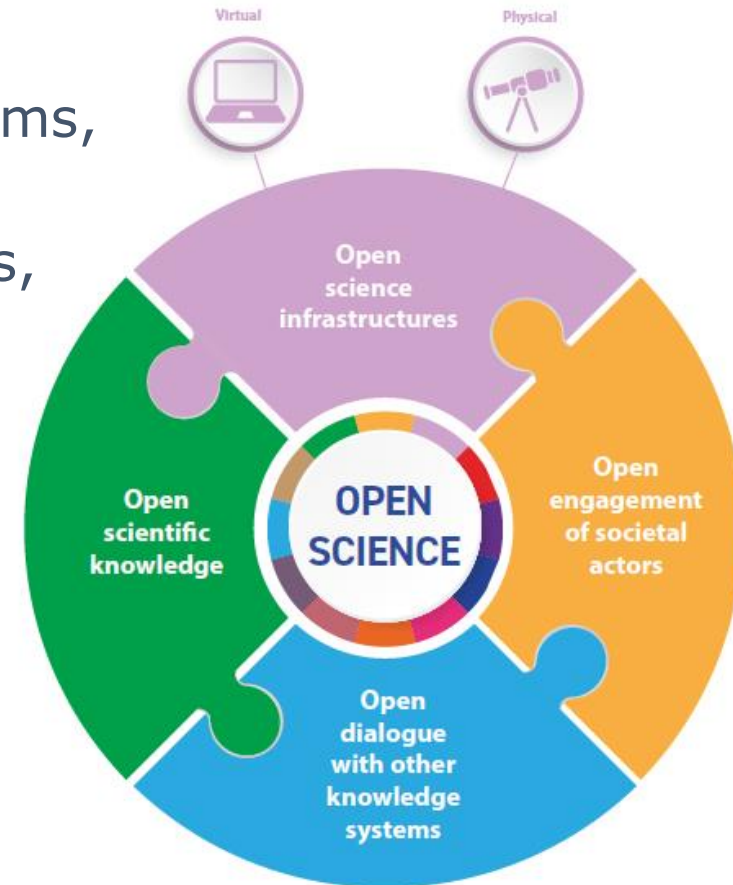 Virtual
Physical
ms,
s,
Open
science
infrastructures
Open
scientific
knowledge
OPEN
SCIENCE
Open
engagement
of societal
actors
Open
dialogue
with other
knowledge
systems